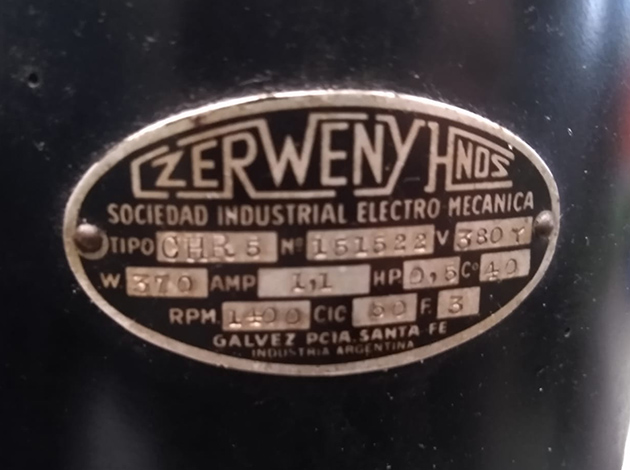 CZERWENY HNOS
SOCIEDAD INDUSTRIAL ELECTRO-MECANICA
TIPO CHR 5 Nº 151522 V 380 Y
W. 370 AMP 1,1 HP 0,5 Cº 40
RPM. 1400 CIC 50 F. 3
GALVEZ PCIA. SANTA FE
INDUSTRIA ARGENTINA